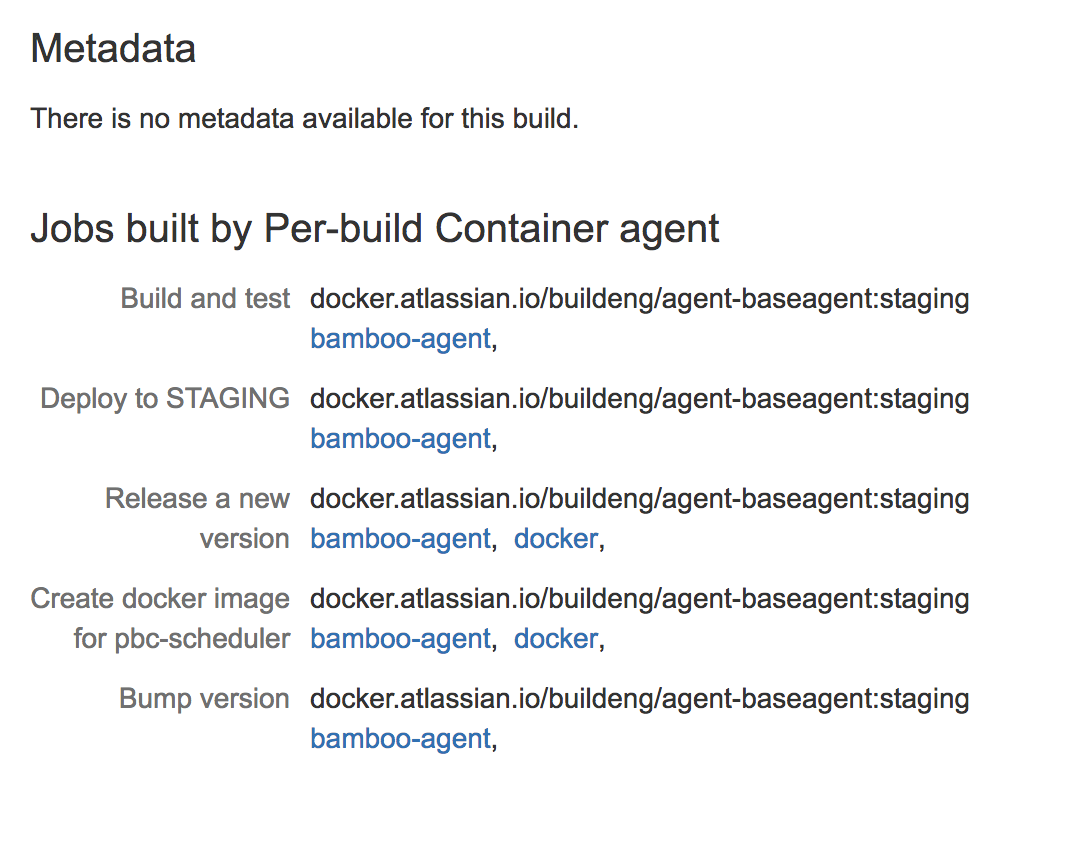 Metadata
There is no metadata available for this build.
Jobs built by Per-build Container agent
Build and test docker.atlassian.io/buildeng/agent-baseagent:staging
bamboo-agent,
Deploy to STAGING docker.atlassian.io/buildeng/agent-baseagent:staging
bamboo-agent,
Release a new docker.atlassian.io/buildeng/agent-baseagent:staging
version bamboo-agent, docker,
Create docker image docker.atlassian.io/buildeng/agent-baseagent:staging
for pbc-scheduler bamboo-agent, docker,
Bump version docker.atlassian.io/buildeng/agent-baseagent:staging
bamboo-agent,